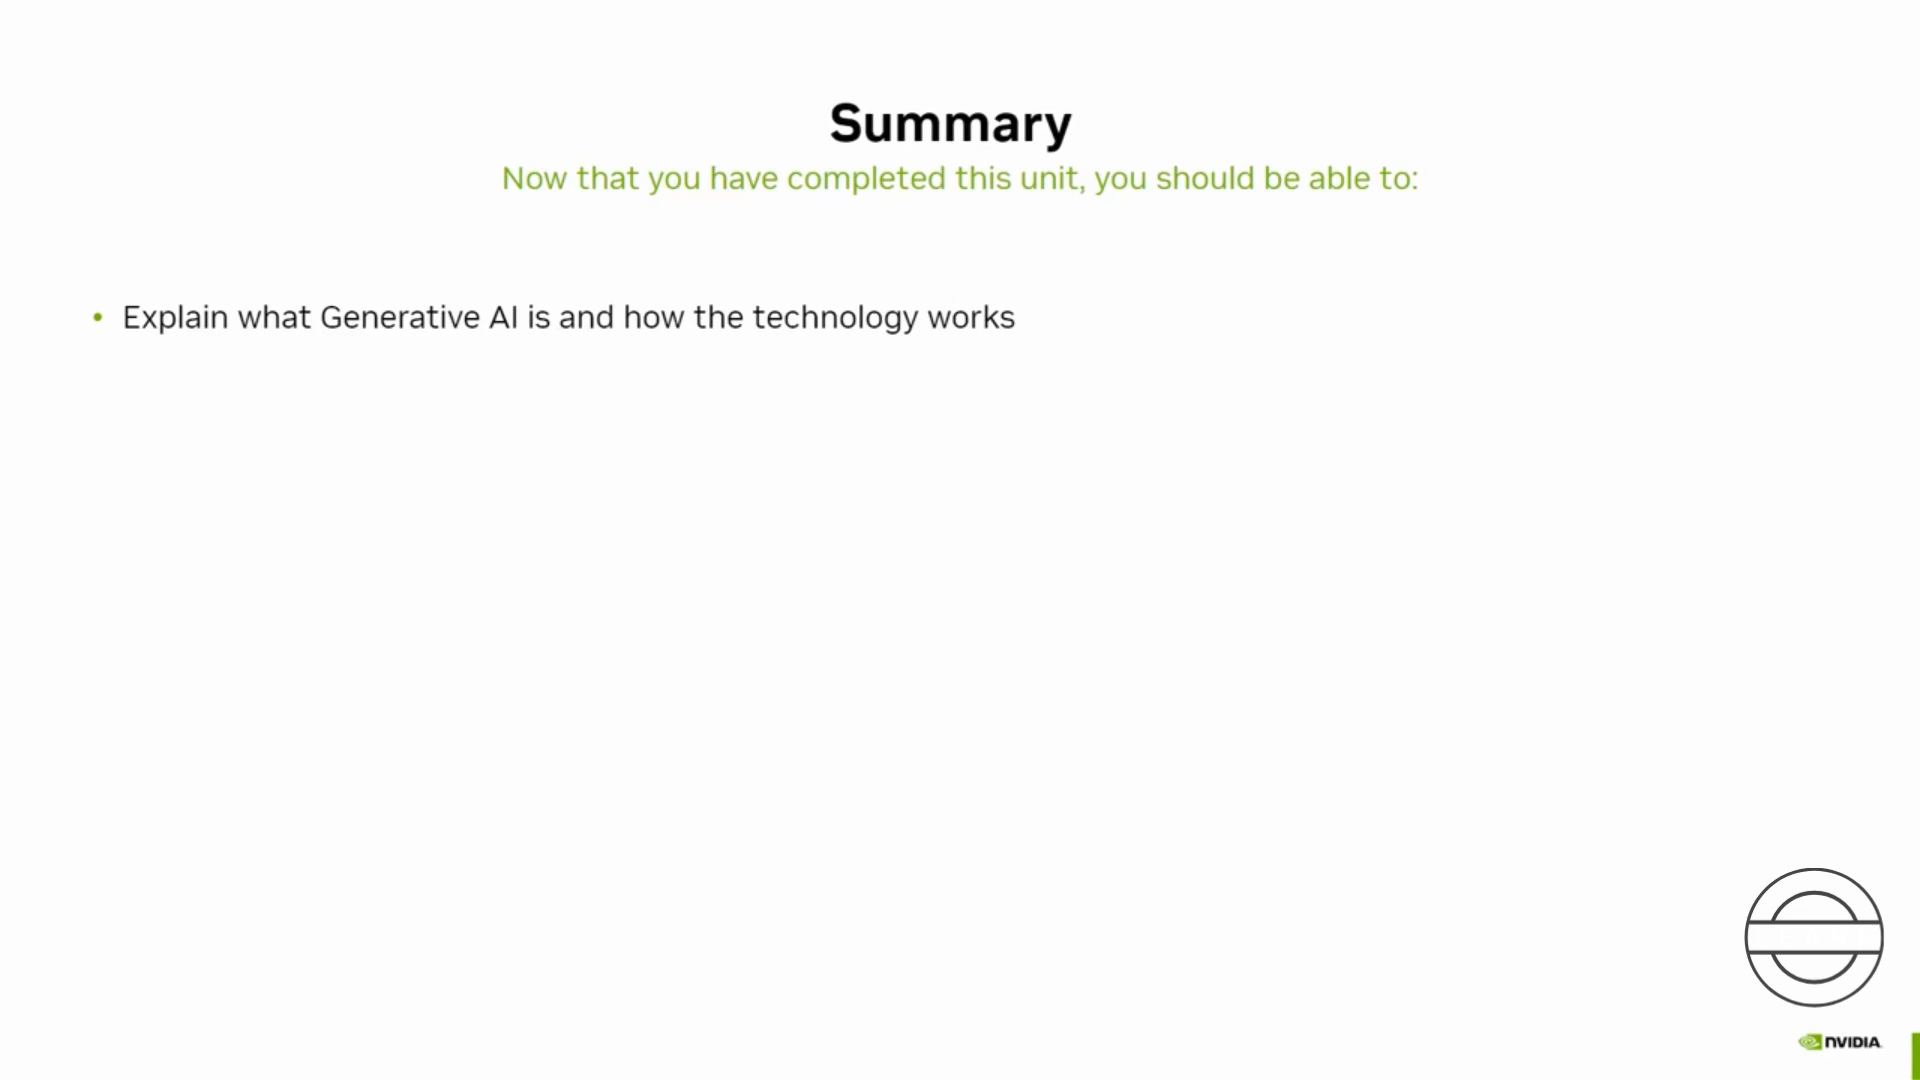 Summary
Now that you have completed this unit, you should be able to:
• Explain what Generative AI is and how the technology works
NVIDIA